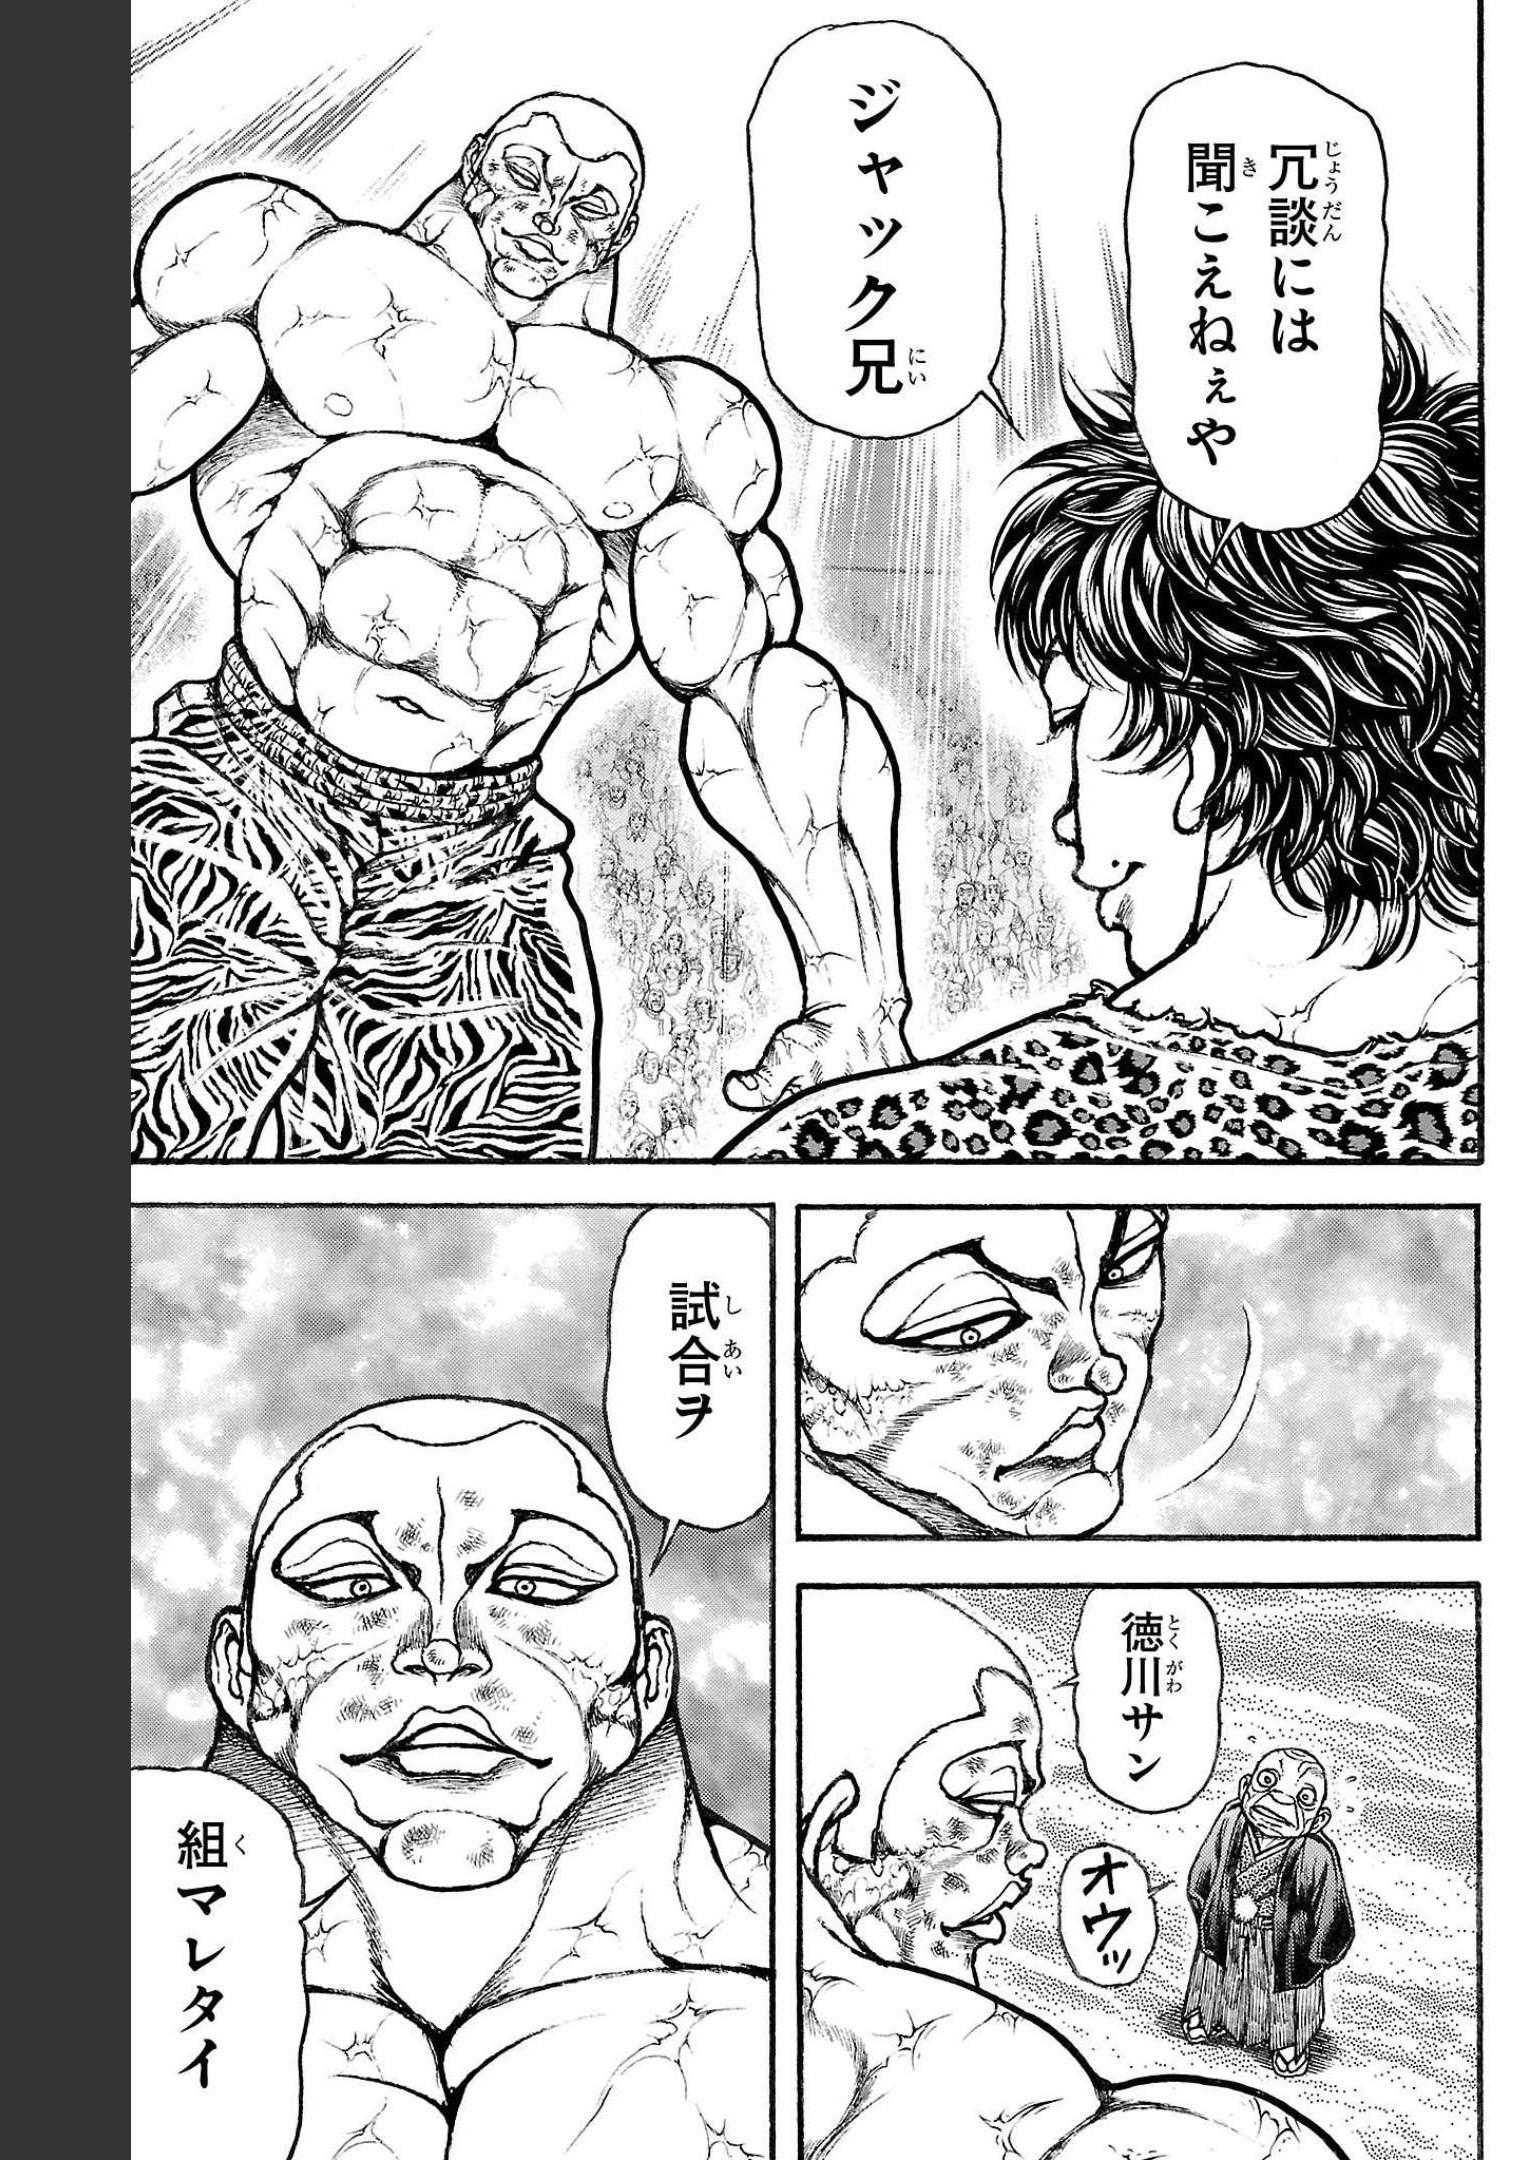 冗談には
聞こえねぇや
ジャック兄
徳川サン
オウッ
試合ヲ
組マレタイ